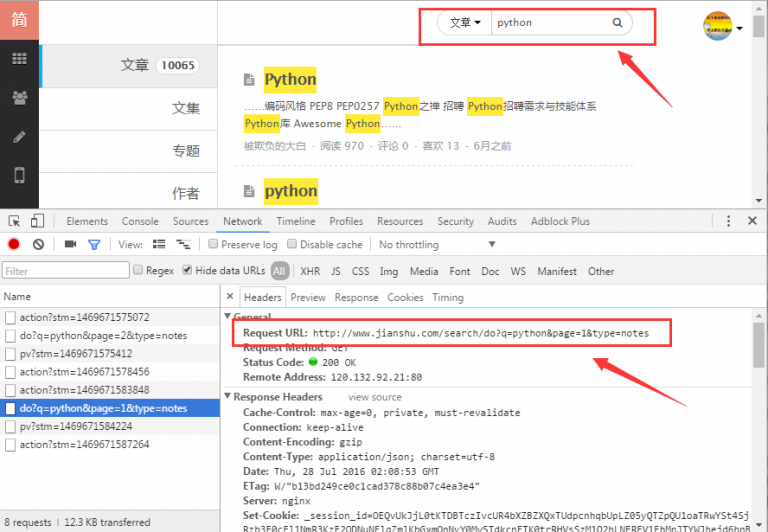 简
文章 python
文章 10065
文集
专题
作者
Python
……编码风格 PEP8 PEP0257 Python之禅 招聘 Python招聘需求与技能体系
Python库 Awesome Python……
被欺负的大白 · 阅读 970 · 评论 0 · 喜欢 13 · 6月之前
python
Elements Console Sources Network Timeline Profiles Resources Security Audits Adblock Plus
View: Preserve log Disable cache No throttling
Filter Regex Hide data URLs All XHR JS CSS Img Media Font Doc WS Manifest Other
Name
action?stm=1469671575072
do?q=python&page=2&type=notes
pv?stm=1469671575412
action?stm=1469671578456
action?stm=1469671583848
do?q=python&page=1&type=notes
pv?stm=1469671584224
action?stm=1469671587264
8 requests | 12.3 KB transferred
× Headers Preview Response Cookies Timing
General
Request URL: http://www.jianshu.com/search/do?q=python&page=1&type=notes
Request Method: GET
Status Code: 200 OK
Remote Address: 120.132.92.21:80
Response Headers view source
Cache-Control: max-age=0, private, must-revalidate
Connection: keep-alive
Content-Encoding: gzip
Content-Type: application/json; charset=utf-8
Date: Thu, 28 Jul 2016 02:08:53 GMT
ETag: W/"b13bd249ce0c1cad378c88b07c4ea3e4"
Server: nginx
Set-Cookie: